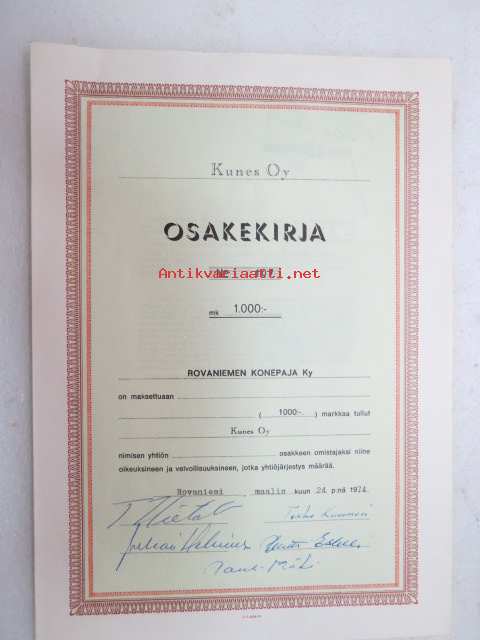 Kunes Oy
OSAKEKIRJA
Antikvariaatti.net
mk 1.000:-
ROVANIEMEN KONEPAJA Ky
on maksettuaan
( 1000-. ) markkaa tullut
Kunes Oy
nimisen yhtiön osakkeen omistajaksi niine
oikeuksineen ja velvollisuuksineen, jotka yhtiöjärjestys määrää.
Rovaniemi, maalis kuun 24 p:nä 1974.